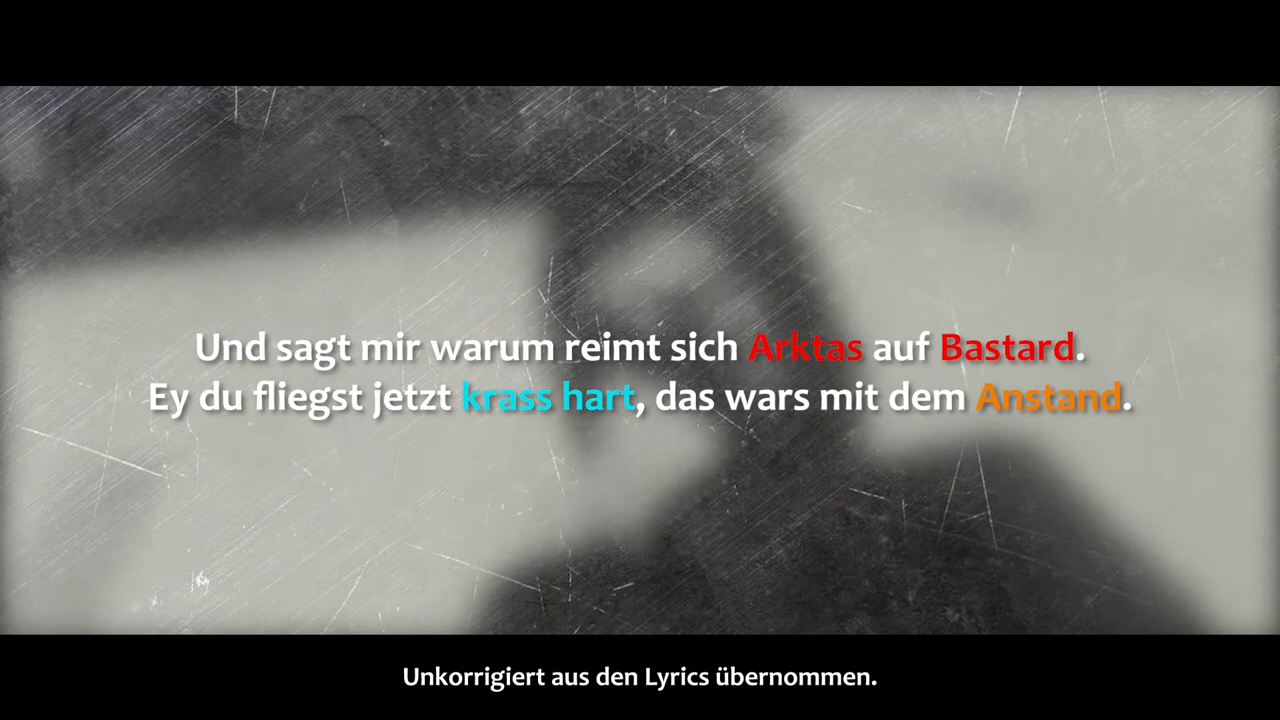 Und sagt mir warum reimt sich Arktas auf Bastard.
Ey du fliegst jetzt krass hart, das wars mit dem Anstand.
Unkorrigiert aus den Lyrics übernommen.